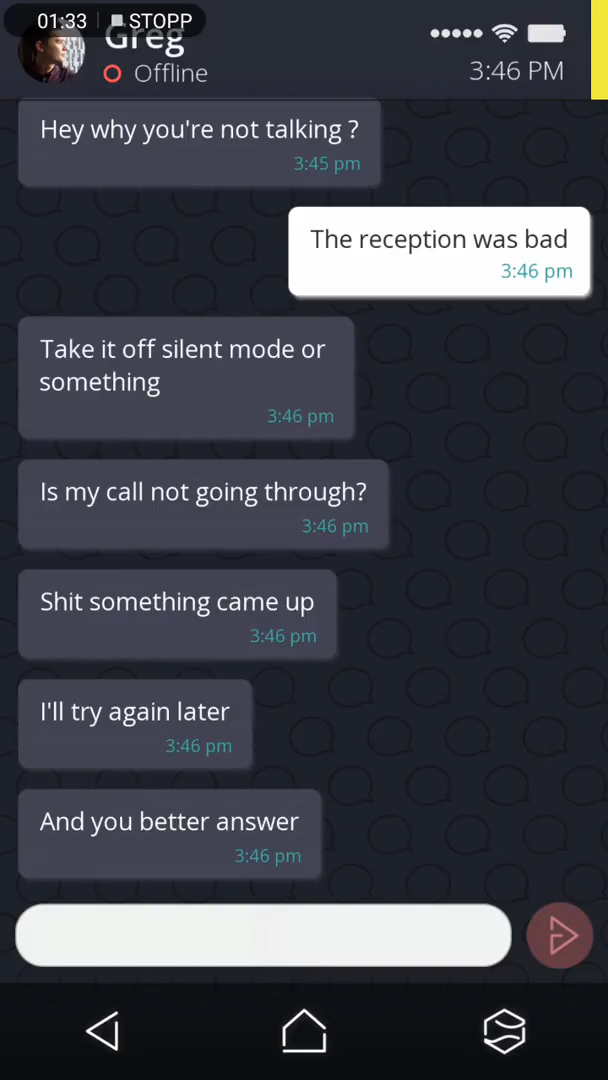 01:33 STOPP
Greg
Offline
3:46 PM
Hey why you're not talking ?
3:45 pm
The reception was bad
3:46 pm
Take it off silent mode or
something
3:46 pm
Is my call not going through?
3:46 pm
Shit something came up
3:46 pm
I'll try again later
3:46 pm
And you better answer
3:46 pm